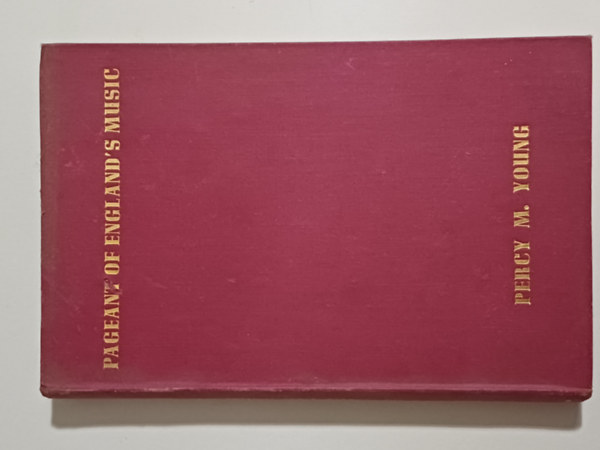 PAGEANT OF ENGLAND'S MUSIC
PERCY M. YOUNG